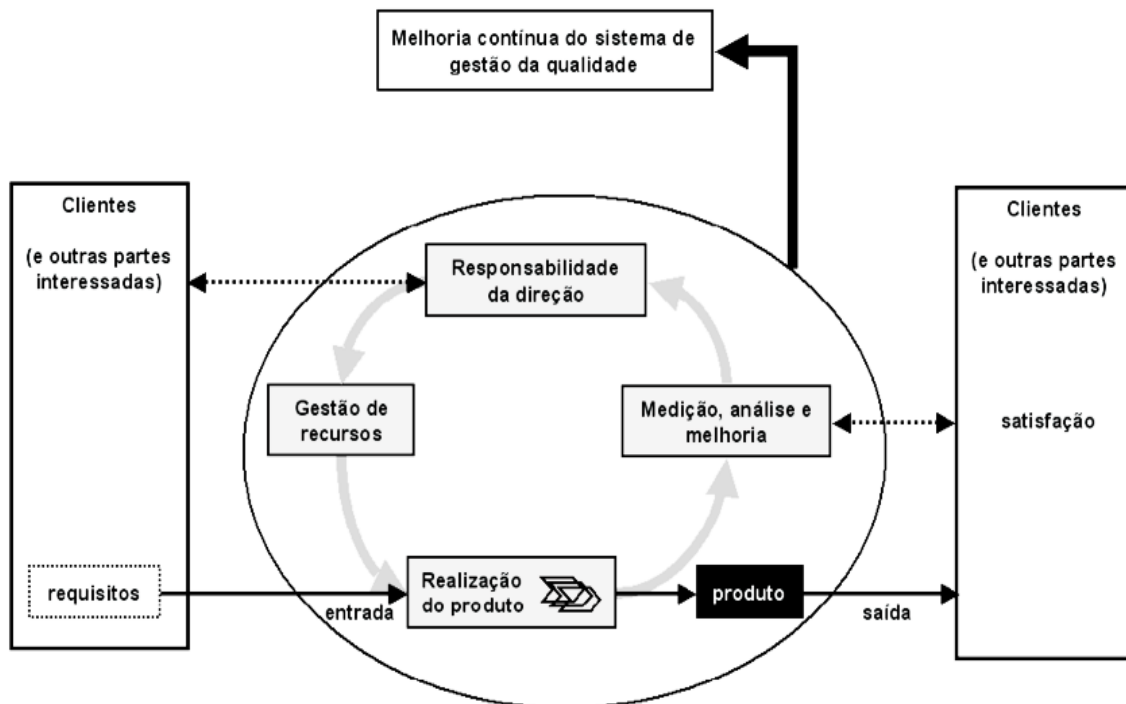 Melhoria contínua do sistema de
gestão da qualidade
Clientes
(e outras partes
interessadas)
Responsabilidade
da direção
Clientes
(e outras partes
interessadas)
Gestão de
recursos
Medição, análise e
melhoria
satisfação
requisitos
entrada
Realização
do produto
produto
saída